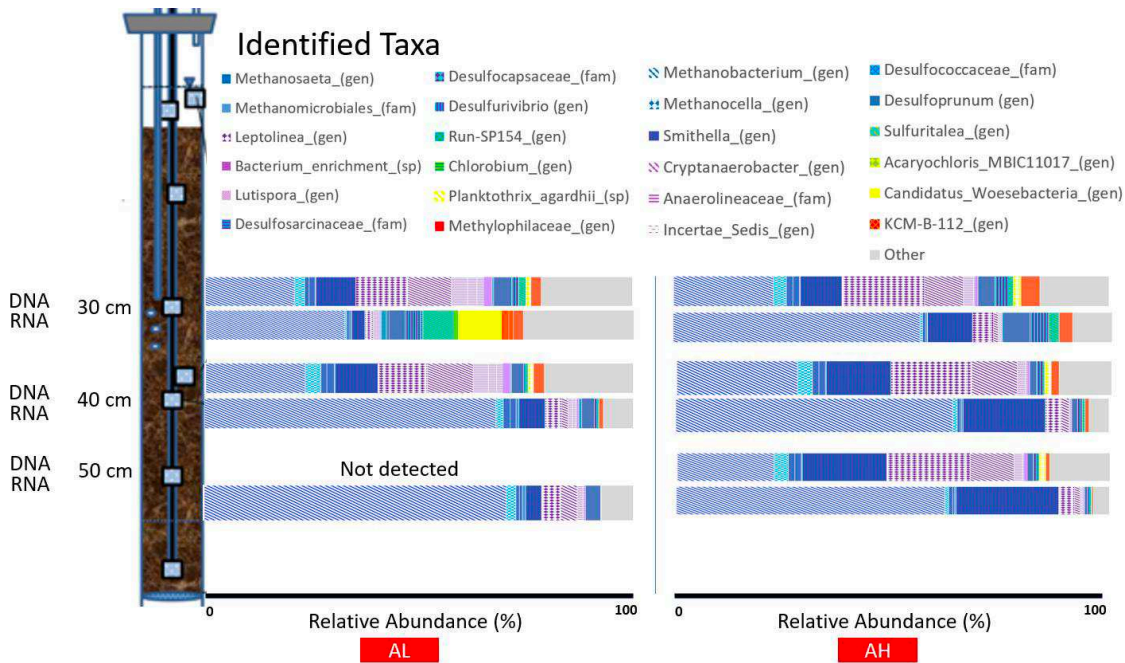 Identified Taxa
Methanosaeta_(gen)
Methanomicrobiales_(fam)
Leptolinea_(gen)
Bacterium_enrichment_(sp)
Lutispora_(gen)
Desulfosarcinaceae_(fam)
Desulfocapsaceae_(fam)
Desulfurivibrio (gen)
Run-SP154_(gen)
Chlorobium_(gen)
Planktothrix_agardhii_(sp)
Methylophilaceae_(gen)
Methanobacterium_(gen)
Methanocella_(gen)
Smithella_(gen)
Cryptanaerobacter_(gen)
Anaerolineaceae_(fam)
Incertae_Sedis_(gen)
Desulfococcaceae_(fam)
Desulfoprunum (gen)
Sulfuritalea_(gen)
Acaryochloris_MBIC11017_(gen)
Candidatus_Woesebacteria_(gen)
KCM-B-112_(gen)
Other
DNA
RNA
30 cm
DNA
RNA
40 cm
DNA
RNA
50 cm
Not detected
0
100
Relative Abundance (%)
AL
0
100
Relative Abundance (%)
AH